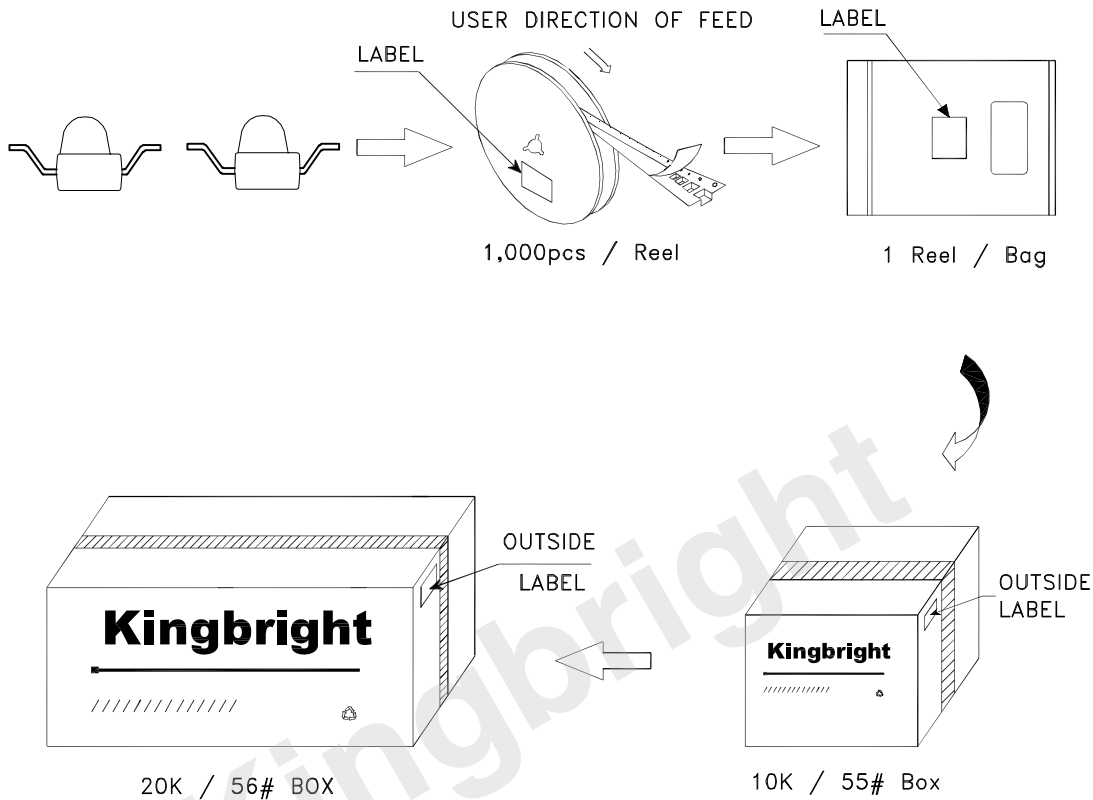 USER DIRECTION OF FEED
LABEL
LABEL
1,000pcs / Reel
1 Reel / Bag
OUTSIDE
LABEL
OUTSIDE
LABEL
Kingbright
Kingbright
Kingbright
20K / 56# BOX
10K / 55# Box